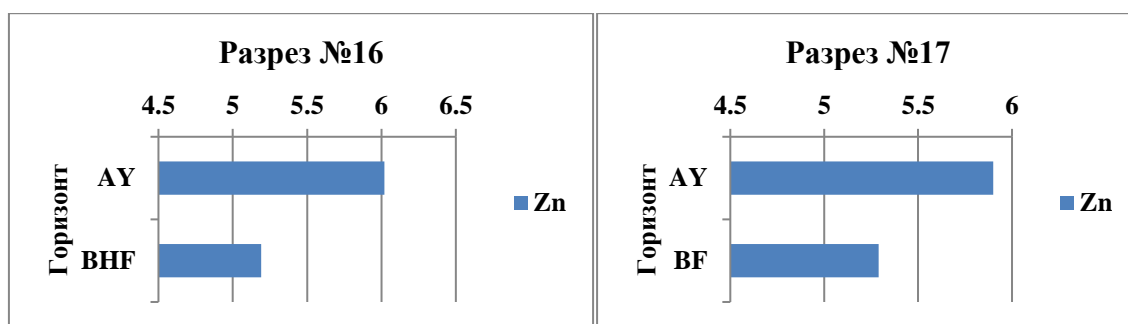 Разрез №16
4.5 5 5.5 6 6.5
Горизонт
AY
BHF
Zn
Разрез №17
4.5 5 5.5 6
Горизонт
AY
BF
Zn